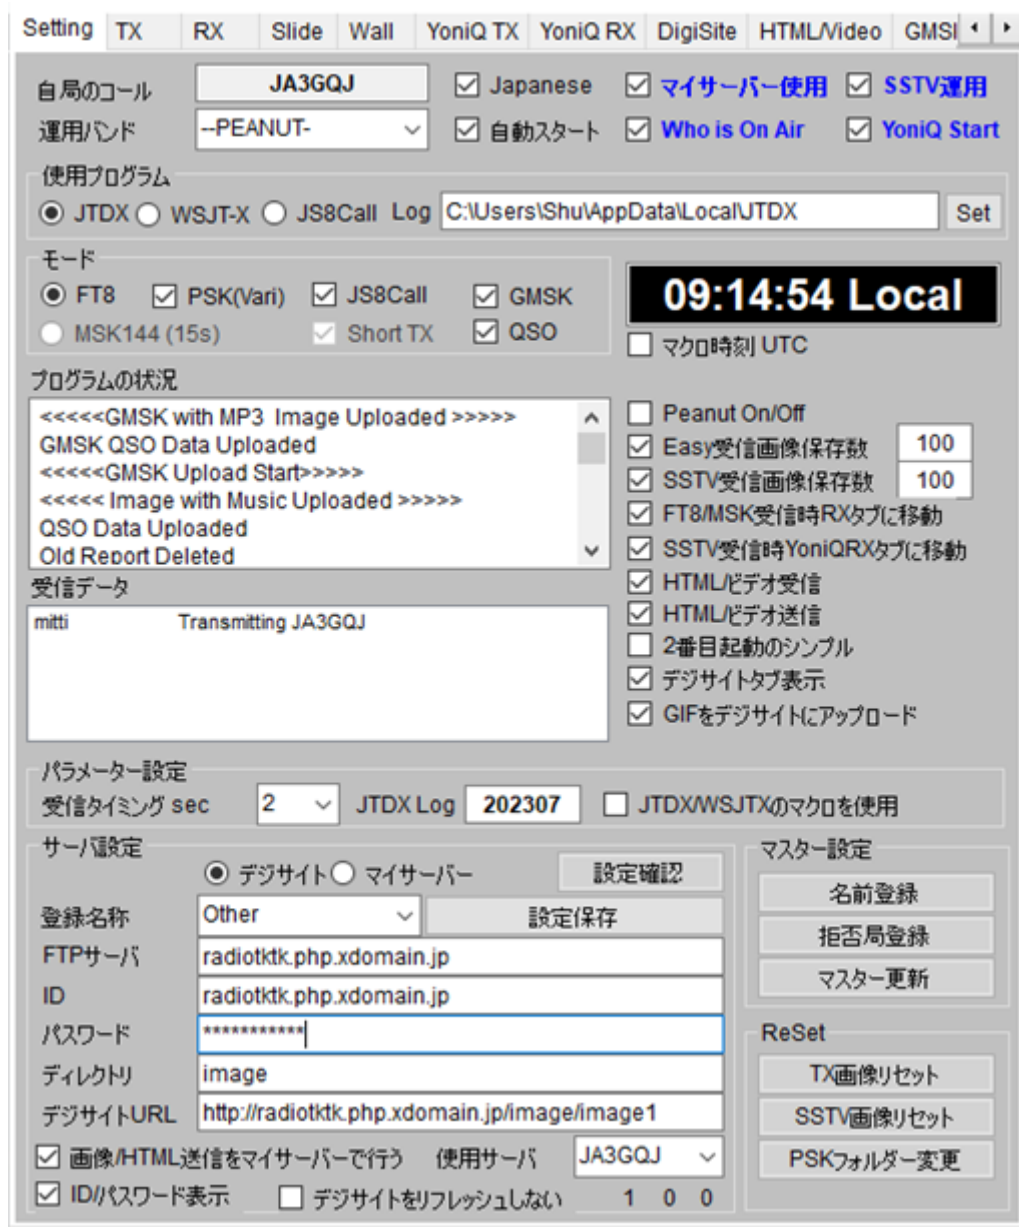 Setting TX RX Slide Wall YoniQ TX YoniQ RX DigiSite HTML/Video GMSI
自局のコール JA3GQJ Japanese マイサーバー使用 SSTV運用
運用バンド --PEANUT- 自動スタート Who is On Air YoniQ Start
使用プログラム
JTDX WSJT-X JS8Call Log C:\Users\Shu\AppData\Local\JTDX Set
モード
FT8 PSK(Vari) JS8Call GMSK
09:14:54 Local
MSK144 (15s) Short TX QSO
マクロ時刻 UTC
プログラムの状況
<<<<<GMSK with MP3 Image Uploaded >>>>>
GMSK QSO Data Uploaded
<<<<<GMSK Upload Start>>>>>
<<<<< Image with Music Uploaded >>>>>
QSO Data Uploaded
Old Report Deleted
Peanut On/Off
Easy受信画像保存数 100
SSTV受信画像保存数 100
FT8/MSK受信時RXタブに移動
SSTV受信時YoniQRXタブに移動
HTML/ビデオ受信
HTML/ビデオ送信
2番目起動のシンプル
デジサイトタブ表示
GIFをデジサイトにアップロード
受信データ
mitti Transmitting JA3GQJ
パラメーター設定
受信タイミング sec 2 JTDX Log 202307 JTDX/WSJTXのマクロを使用
サーバ設定
デジサイト マイサーバー 設定確認
登録名称 Other 設定保存
FTPサーバ radiotktk.php.xdomain.jp
ID radiotktk.php.xdomain.jp
パスワード ***********
ディレクトリ image
デジサイトURL http://radiotktk.php.xdomain.jp/image/image1
画像/HTML送信をマイサーバーで行う 使用サーバ JA3GQJ
ID/パスワード表示 デジサイトをリフレッシュしない 1 0 0
マスター設定
名前登録
拒否局登録
マスター更新
ReSet
TX画像リセット
SSTV画像リセット
PSKフォルダー変更